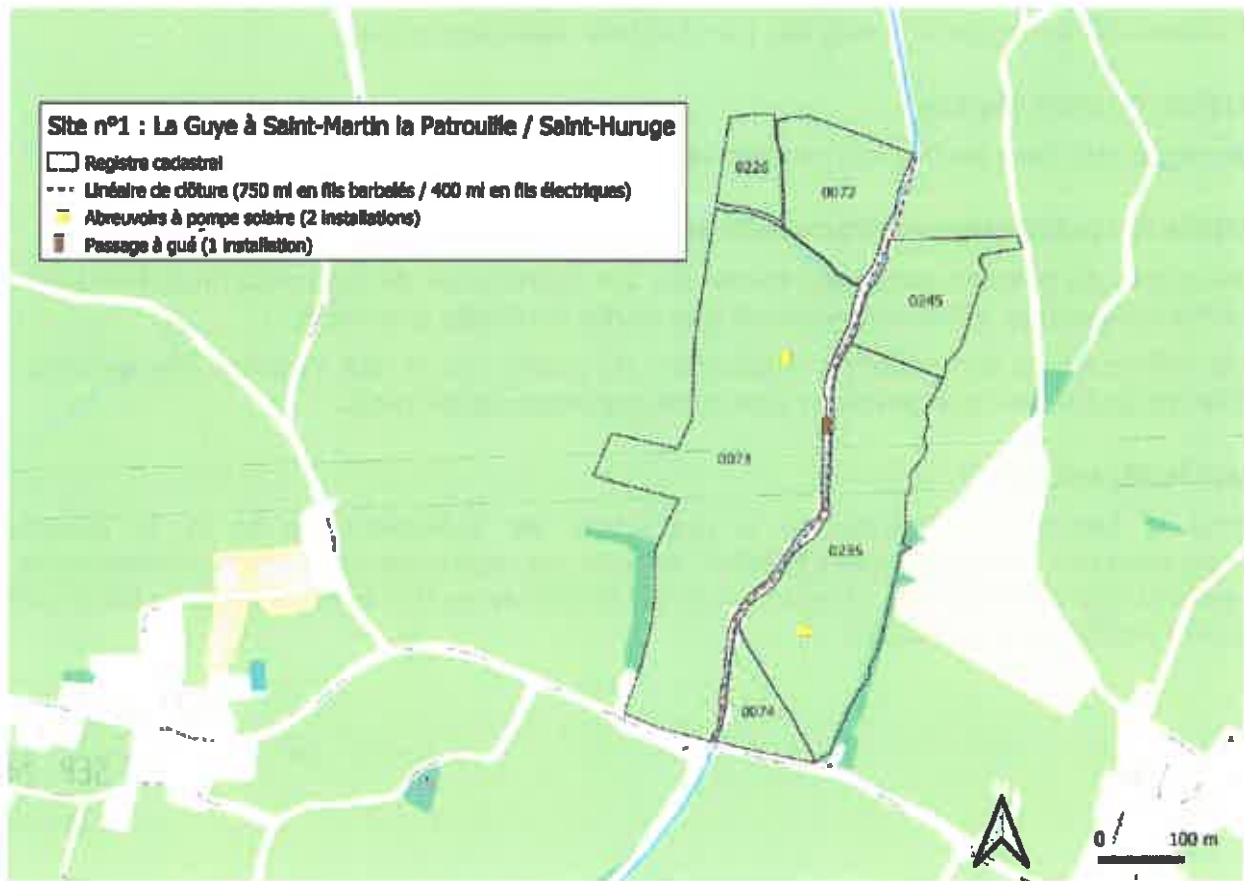 Site n°1 : La Guye à Saint-Martin la Patrouille / Saint-Huruge
Registre cadastral
Linéaire de clôture (750 ml en fils barbelés / 400 ml en fils électriques)
Abreuvoirs à pompe solaire (2 installations)
Passage à gué (1 installation)
0226
0072
0245
0073
0235
0074
0
100 m